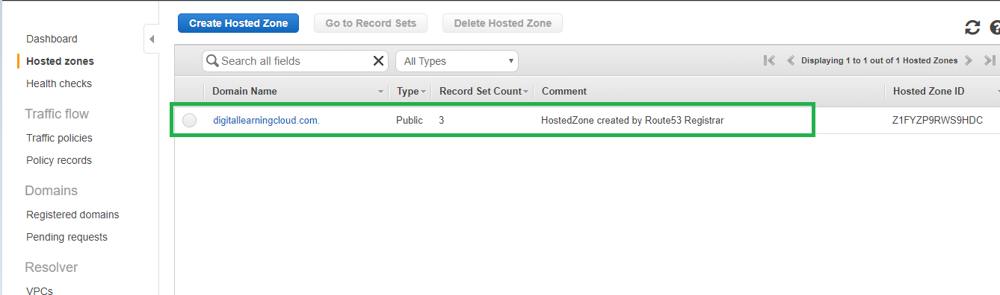 Create Hosted Zone Go to Record Sets Delete Hosted Zone
Dashboard
Hosted zones
Health checks
Traffic flow
Traffic policies
Policy records
Domains
Registered domains
Pending requests
Resolver
VPCs
Search all fields All Types Displaying 1 to 1 out of 1 Hosted Zones
Domain Name Type Record Set Count Comment Hosted Zone ID
digitallearningcloud.com. Public 3 HostedZone created by Route53 Registrar Z1FYZP9RWS9HDC